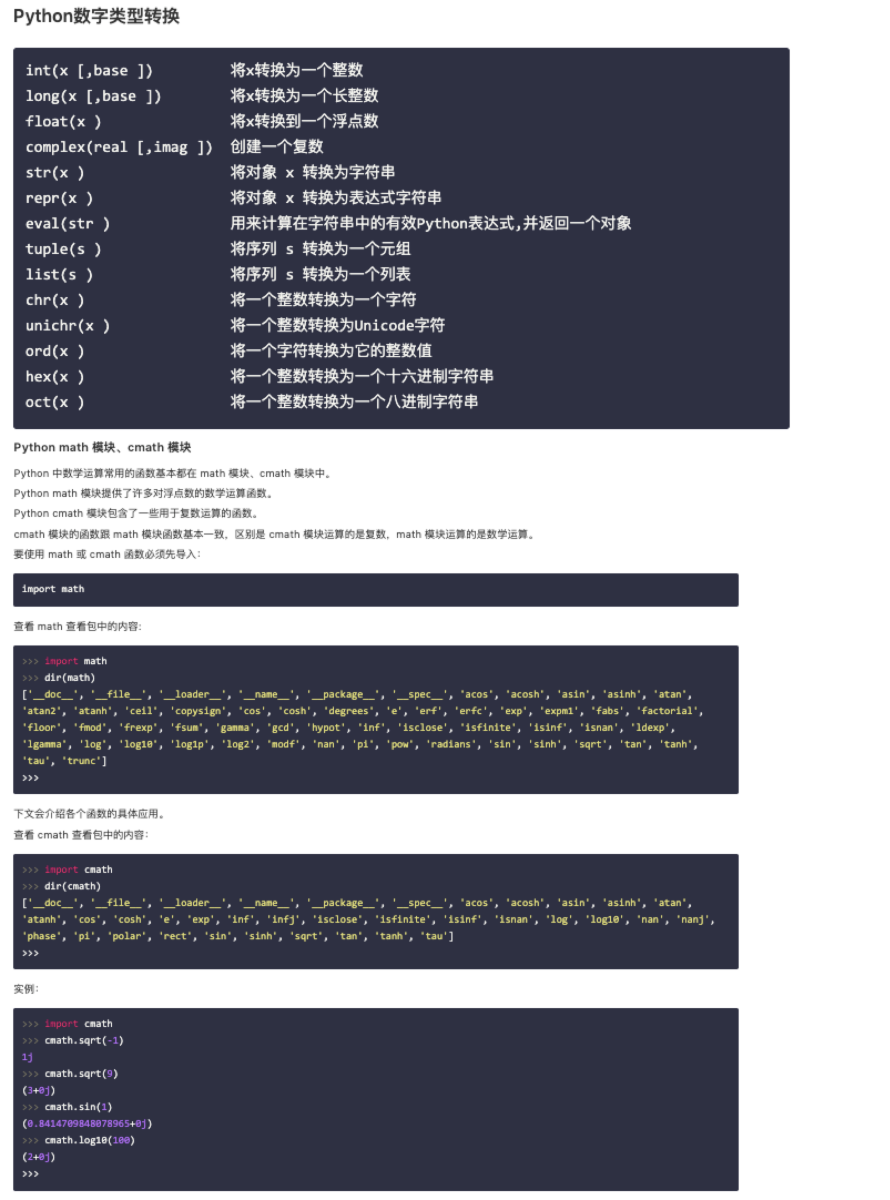 Python数字类型转换
int(x [,base ]) 将x转换为一个整数
long(x [,base ]) 将x转换为一个长整数
float(x ) 将x转换到一个浮点数
complex(real [,imag ]) 创建一个复数
str(x ) 将对象 x 转换为字符串
repr(x ) 将对象 x 转换为表达式字符串
eval(str ) 用来计算在字符串中的有效Python表达式,并返回一个对象
tuple(s ) 将序列 s 转换为一个元组
list(s ) 将序列 s 转换为一个列表
chr(x ) 将一个整数转换为一个字符
unichr(x ) 将一个整数转换为Unicode字符
ord(x ) 将一个字符转换为它的整数值
hex(x ) 将一个整数转换为一个十六进制字符串
oct(x ) 将一个整数转换为一个八进制字符串
Python math 模块、cmath 模块
Python 中数学运算常用的函数基本都在 math 模块、cmath 模块中。
Python math 模块提供了许多对浮点数的数学运算函数。
Python cmath 模块包含了一些用于复数运算的函数。
cmath 模块的函数跟 math 模块函数基本一致，区别是 cmath 模块运算的是复数，math 模块运算的是数学运算。
要使用 math 或 cmath 函数必须先导入：
import math
查看 math 查看包中的内容:
>>> import math
>>> dir(math)
['__doc__', '__file__', '__loader__', '__name__', '__package__', '__spec__', 'acos', 'acosh', 'asin', 'asinh', 'atan',
'atan2', 'atanh', 'ceil', 'copysign', 'cos', 'cosh', 'degrees', 'e', 'erf', 'erfc', 'exp', 'expm1', 'fabs', 'factorial',
'floor', 'fmod', 'frexp', 'fsum', 'gamma', 'gcd', 'hypot', 'inf', 'isclose', 'isfinite', 'isinf', 'isnan', 'ldexp',
'lgamma', 'log', 'log10', 'log1p', 'log2', 'modf', 'nan', 'pi', 'pow', 'radians', 'sin', 'sinh', 'sqrt', 'tan', 'tanh',
'tau', 'trunc']
>>>
下文会介绍各个函数的具体应用。
查看 cmath 查看包中的内容：
>>> import cmath
>>> dir(cmath)
['__doc__', '__file__', '__loader__', '__name__', '__package__', '__spec__', 'acos', 'acosh', 'asin', 'asinh', 'atan',
'atanh', 'cos', 'cosh', 'e', 'exp', 'inf', 'infj', 'isclose', 'isfinite', 'isinf', 'isnan', 'log', 'log10', 'nan', 'nanj',
'phase', 'pi', 'polar', 'rect', 'sin', 'sinh', 'sqrt', 'tan', 'tanh', 'tau']
>>>
实例：
>>> import cmath
>>> cmath.sqrt(-1)
1j
>>> cmath.sqrt(9)
(3+0j)
>>> cmath.sin(1)
(0.8414709848078965+0j)
>>> cmath.log10(100)
(2+0j)
>>>